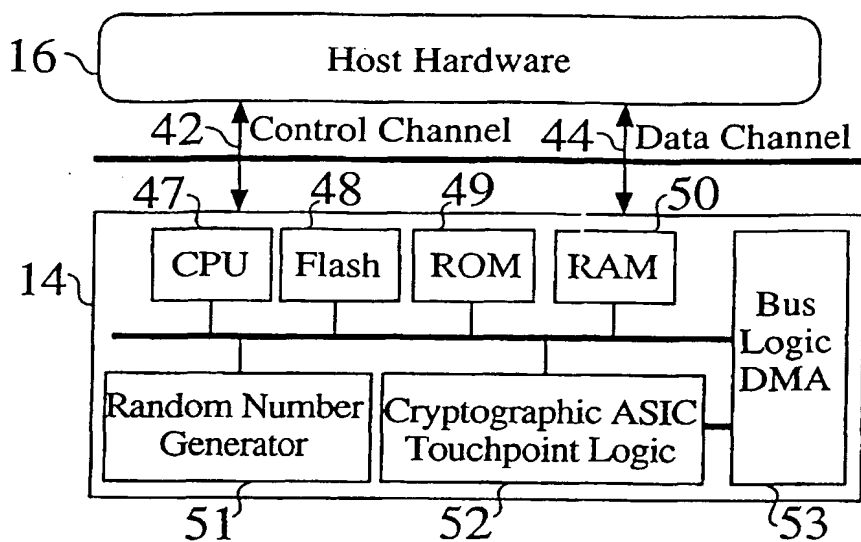 16
Host Hardware
42
Control Channel
44
Data Channel
47
48
49
50
14
CPU
Flash
ROM
RAM
Bus
Logic
DMA
Random Number
Generator
Cryptographic ASIC
Touchpoint Logic
51
52
53